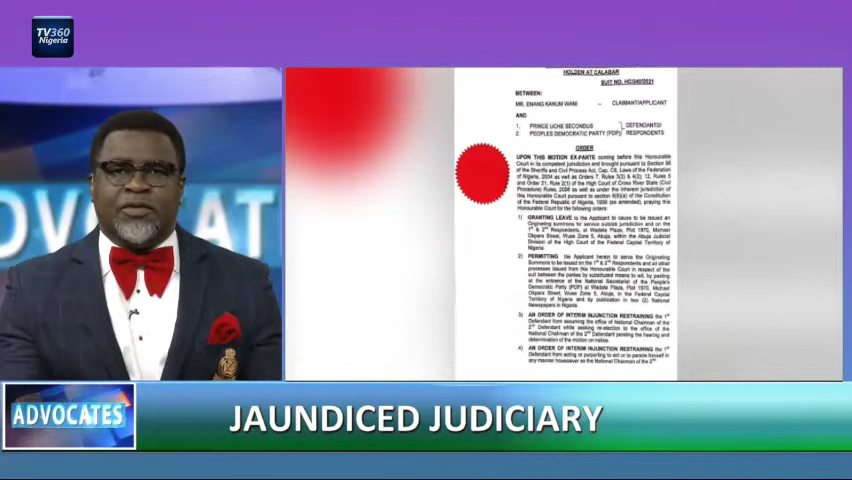 TV360
Nigeria
ADVOCATES
HOLDEN AT CALABAR
SUIT NO. HC/240/2021
BETWEEN:
MR. ENANG KANUM WANI – CLAIMANT/APPLICANT
AND
1. PRINCE UCHE SECONDUS DEFENDANTS/
2. PEOPLES DEMOCRATIC PARTY (PDP) RESPONDENTS
ORDER
UPON THIS MOTION EX-PARTE coming before this Honourable
Court in its competent jurisdiction and brought pursuant to Section 96
of the Sheriffs and Civil Process Act, Cap. C6, Laws of the Federation
of Nigeria, 2004 as well as Orders 7, Rules 3(2) & 4(2); 12, Rules 5
and Order 31, Rule 2(1) of the High Court of Cross River State (Civil
Procedure) Rules, 2008 as well as under the inherent jurisdiction of
this Honourable Court pursuant to section 6(6)(a) of the Constitution
of the Federal Republic of Nigeria, 1999 (as amended), praying this
Honourable Court for the following orders:
1) GRANTING LEAVE to the Applicant to cause to be issued an
Originating summons for service outside jurisdiction and on the
1st & 2nd Respondents, at Wadata Plaza, Plot 1970, Michael
Okpara Street, Wuse Zone 5, Abuja, within the Abuja Judicial
Division of the High Court of the Federal Capital Territory of
Nigeria.
2) PERMITTING the Applicant herein to serve the Originating
Summons to be issued on the 1st & 2nd Respondents and all other
processes issued from this Honourable Court in respect of the
suit between the parties by substituted means to wit, by pasting
at the entrance of the National Secretariat of the People's
Democratic Party (PDP) at Wadata Plaza, Plot 1970, Michael
Okpara Street, Wuse Zone 5, Abuja, in the Federal Capital
Territory of Nigeria and by publication in two (2) National
Newspapers in Nigeria.
3) AN ORDER OF INTERIM INJUNCTION RESTRAINING the 1st
Defendant from assuming the office of National Chairman of the
2nd Defendant while seeking re-election to the office of the
National Chairman of the 2nd Defendant pending the hearing and
determination of the motion on notice.
4) AN ORDER OF INTERIM INJUNCTION RESTRAINING the 1st
Defendant from acting or purporting to act or to parade himself in
any manner howsoever as the National Chairman of the 2nd
ADVOCATES
JAUNDICED JUDICIARY